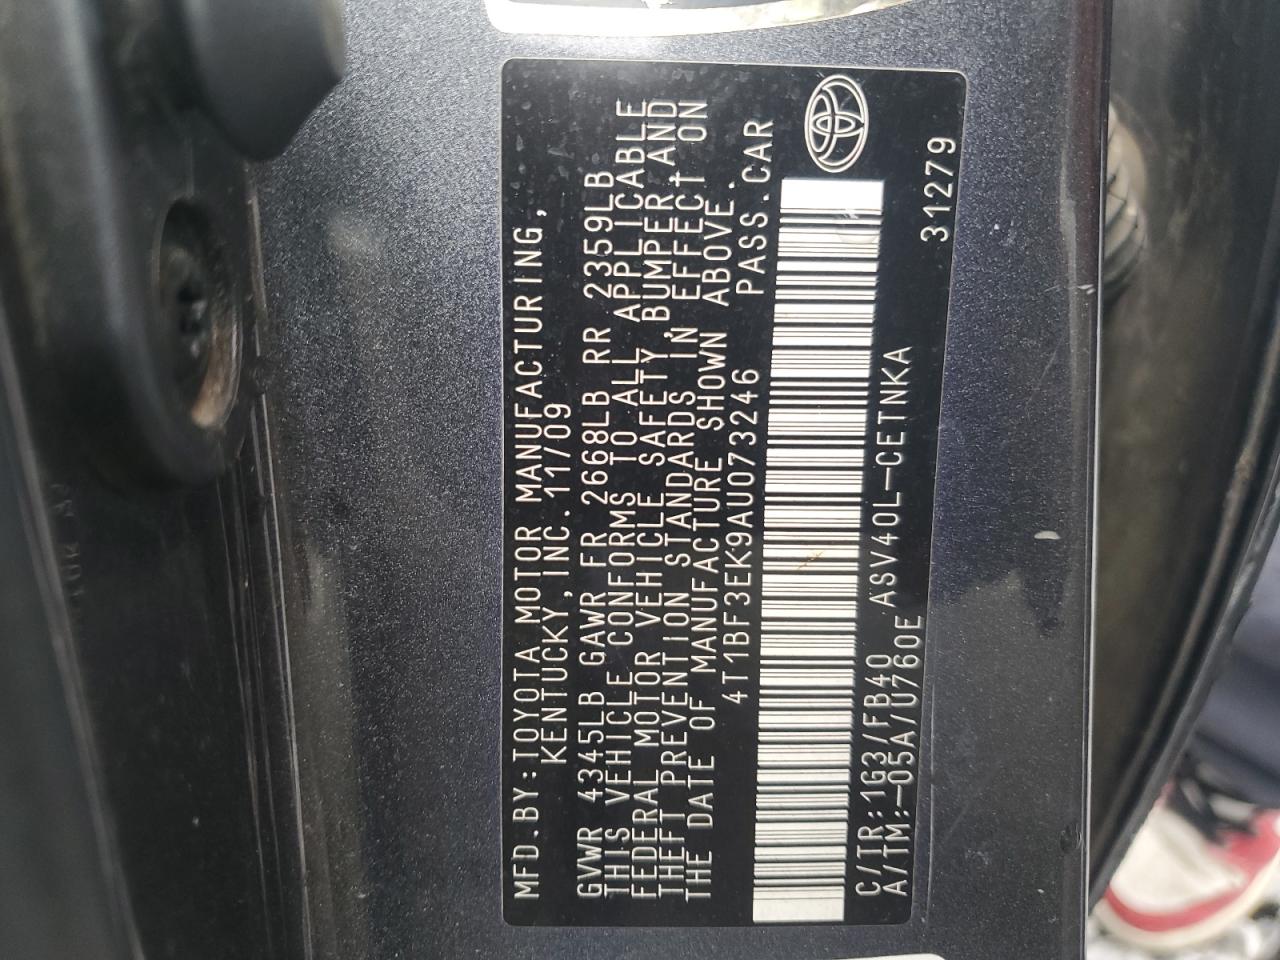 MFD.BY:TOYOTA MOTOR MANUFACTURING,
KENTUCKY,INC.11/09
GVWR 4345LB GAWR FR 2668LB RR 2359LB
THIS VEHICLE CONFORMS TO ALL APPLICABLE
FEDERAL MOTOR VEHICLE SAFETY,BUMPER AND
THEFT PREVENTION STANDARDS IN EFFECT ON
THE DATE OF MANUFACTURE SHOWN ABOVE.
4T1BF3EK9AU073246 PASS.CAR
C/TR:1G3/FB40 ASV40L-CETNKA
A/TM:-05A/U760E 31279